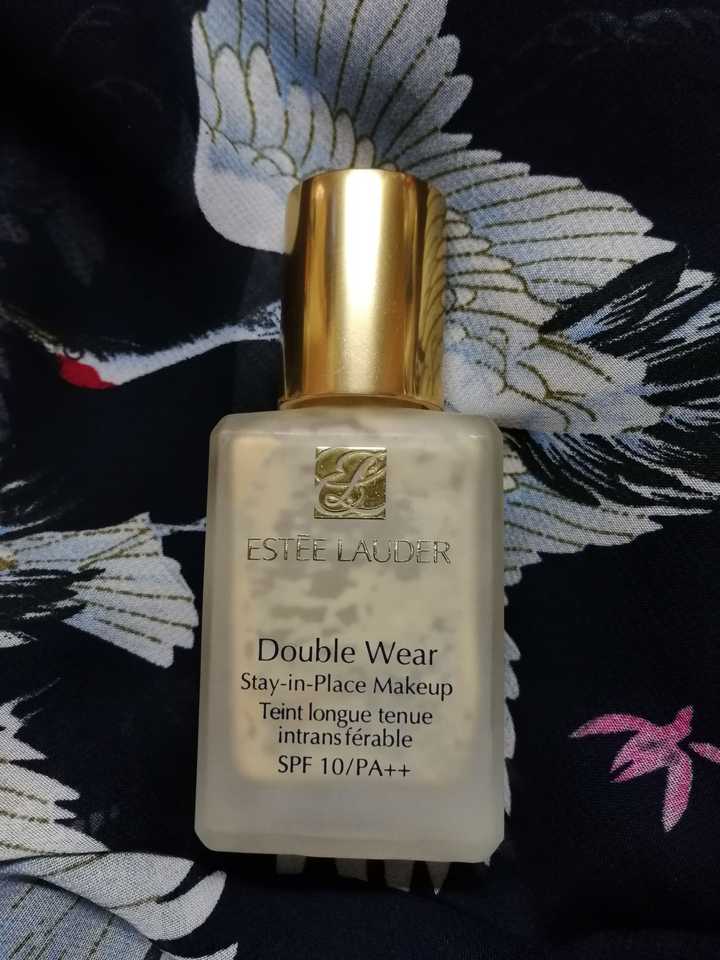 ESTĒE LAUDER
Double Wear
Stay-in-Place Makeup
Teint longue tenue
intransférable
SPF 10/PA++